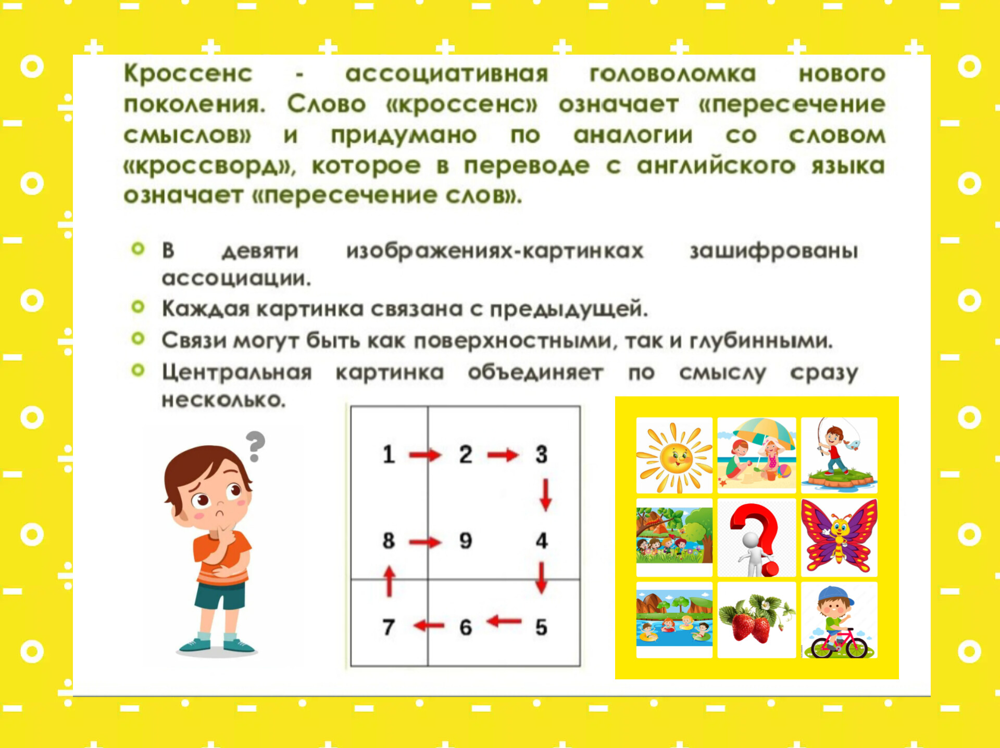 Кроссенс - ассоциативная головоломка нового
поколения. Слово «кроссенс» означает «пересечение
смыслов» и придумано по аналогии со словом
«кроссворд», которое в переводе с английского языка
означает «пересечение слов».
В девяти изображениях-картинках зашифрованы
ассоциации.
Каждая картинка связана с предыдущей.
Связи могут быть как поверхностными, так и глубинными.
Центральная картинка объединяет по смыслу сразу
несколько.
?
1 2 3
8 9 4
7 6 5
?